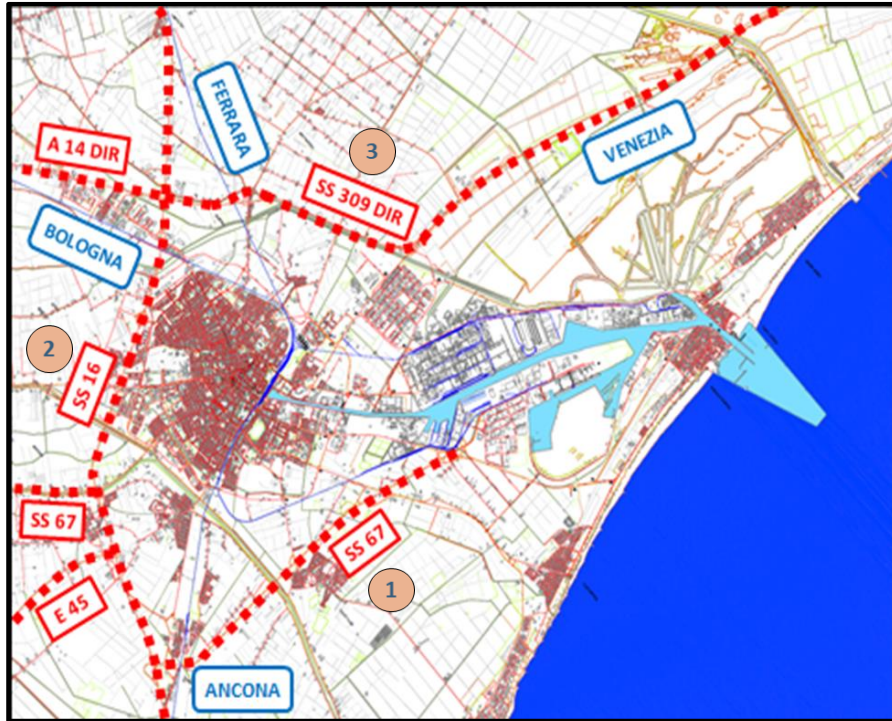 FERRARA
A 14 DIR
3
VENEZIA
SS 309 DIR
BOLOGNA
2
SS 16
SS 67
SS 67
1
E 45
ANCONA